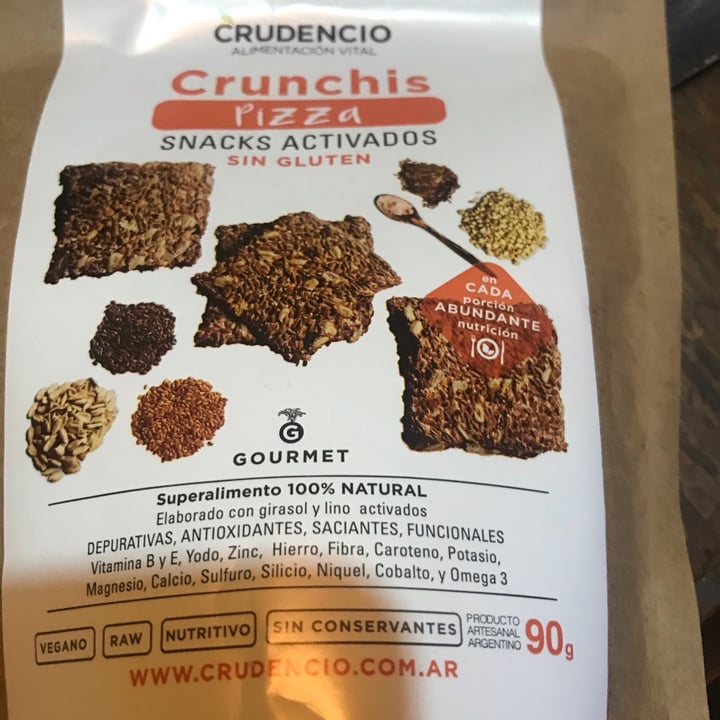 CRUDENCIO
ALIMENTACIÓN VITAL
Crunchis
Pizza
SNACKS ACTIVADOS
SIN GLUTEN
en
CADA
porción
ABUNDANTE
nutrición
G
GOURMET
Superalimento 100% NATURAL
Elaborado con girasol y lino activados
DEPURATIVAS, ANTIOXIDANTES, SACIANTES, FUNCIONALES
Vitamina B y E, Yodo, Zinc, Hierro, Fibra, Caroteno, Potasio,
Magnesio, Calcio, Sulfuro, Silicio, Niquel, Cobalto, y Omega 3
VEGANO RAW NUTRITIVO SIN CONSERVANTES
PRODUCTO
ARTESANAL
ARGENTINO
90g
WWW.CRUDENCIO.COM.AR